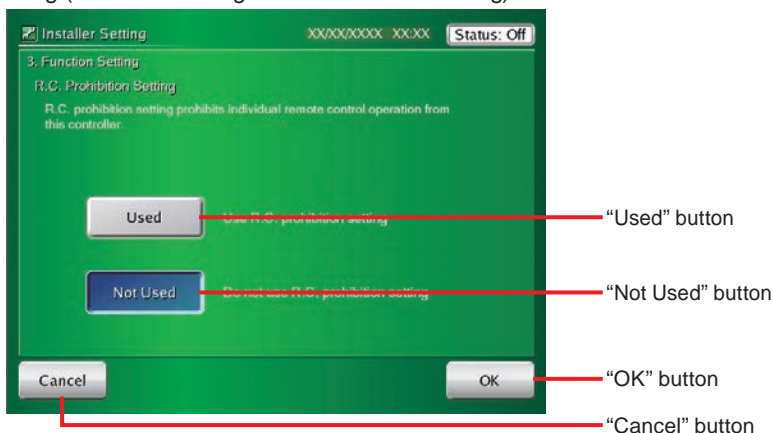 Installer Setting XX/XX/XXXX XX:XX Status: Off
3. Function Setting
R.C. Prohibition Setting
R.C. prohibition setting prohibits individual remote control operation from
this controller.
Used Use R.C. prohibition setting “Used” button
Not Used Do not use R.C. prohibition setting “Not Used” button
Cancel OK “OK” button
“Cancel” button